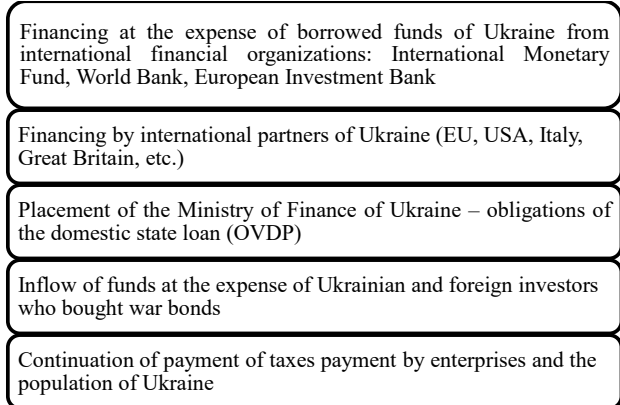 Financing at the expense of borrowed funds of Ukraine from
international financial organizations: International Monetary
Fund, World Bank, European Investment Bank
Financing by international partners of Ukraine (EU, USA, Italy,
Great Britain, etc.)
Placement of the Ministry of Finance of Ukraine – obligations of
the domestic state loan (OVDP)
Inflow of funds at the expense of Ukrainian and foreign investors
who bought war bonds
Continuation of payment of taxes payment by enterprises and the
population of Ukraine